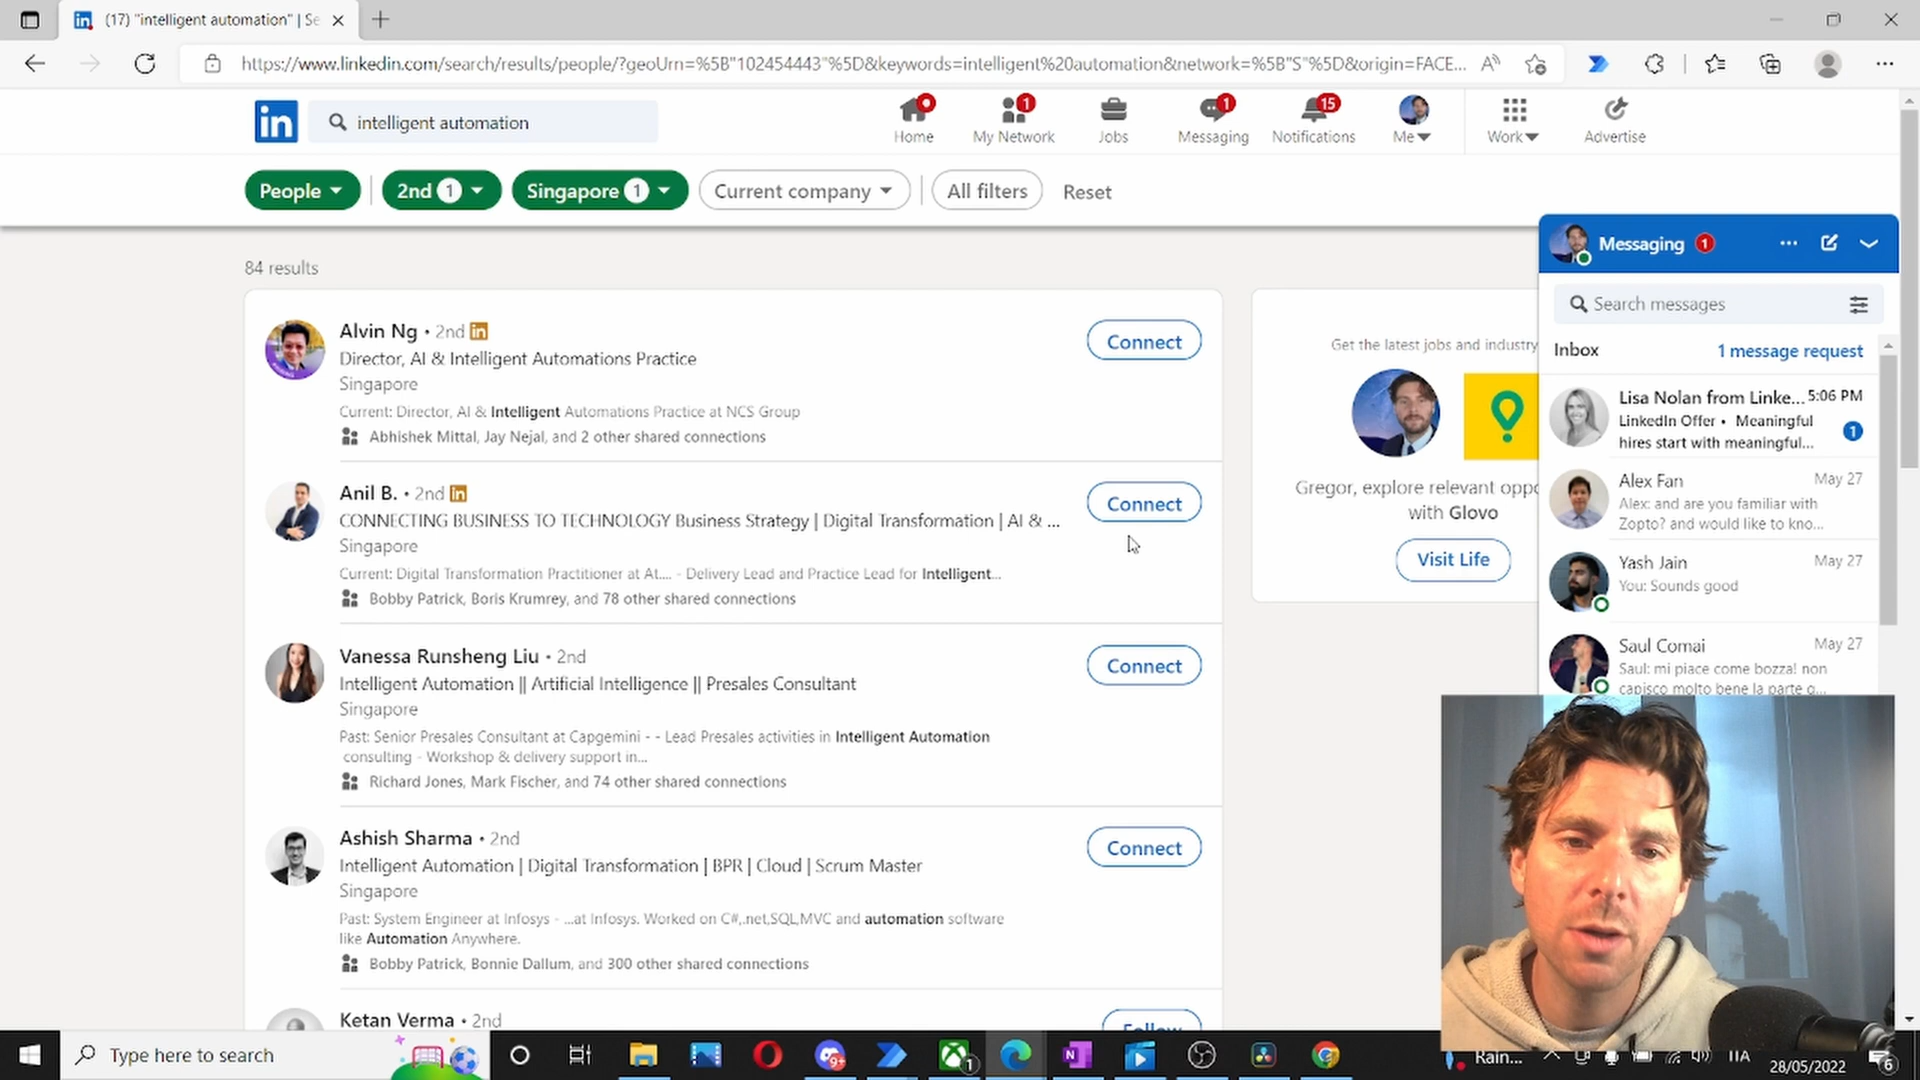 (17) "intelligent automation" | Se
https://www.linkedin.com/search/results/people/?geoUrn=%5B"102454443"%5D&keywords=intelligent%20automation&network=%5B"S"%5D&origin=FACE...
in
intelligent automation
Home
1
My Network
Jobs
1
Messaging
15
Notifications
Me
Work
Advertise
People
2nd 1
Singapore 1
Current company
All filters
Reset
84 results
Alvin Ng • 2nd in
Director, AI & Intelligent Automations Practice
Singapore
Current: Director, AI & Intelligent Automations Practice at NCS Group
Abhishek Mittal, Jay Nejal, and 2 other shared connections
Connect
Anil B. • 2nd in
CONNECTING BUSINESS TO TECHNOLOGY Business Strategy | Digital Transformation | AI & ...
Singapore
Current: Digital Transformation Practitioner at At.... - Delivery Lead and Practice Lead for Intelligent...
Bobby Patrick, Boris Krumrey, and 78 other shared connections
Connect
Vanessa Runsheng Liu • 2nd
Intelligent Automation || Artificial Intelligence || Presales Consultant
Singapore
Past: Senior Presales Consultant at Capgemini - - Lead Presales activities in Intelligent Automation
consulting - Workshop & delivery support in...
Richard Jones, Mark Fischer, and 74 other shared connections
Connect
Ashish Sharma • 2nd
Intelligent Automation | Digital Transformation | BPR | Cloud | Scrum Master
Singapore
Past: System Engineer at Infosys - ...at Infosys. Worked on C#,.net,SQL,MVC and automation software
like Automation Anywhere.
Bobby Patrick, Bonnie Dallum, and 300 other shared connections
Connect
Ketan Verma • 2nd
Follow
Get the latest jobs and industry
Gregor, explore relevant oppo
with Glovo
Visit Life
Messaging 1
Search messages
Inbox
1 message request
Lisa Nolan from Linke... 5:06 PM
LinkedIn Offer • Meaningful
hires start with meaningful...
1
Alex Fan May 27
Alex: and are you familiar with
Zopto? and would like to kno...
Yash Jain May 27
You: Sounds good
Saul Comai May 27
Saul: mi piace come bozza! non
capisco molto bene la parte g...
Type here to search
9+
1
Rain...
ITA
28/05/2022
6